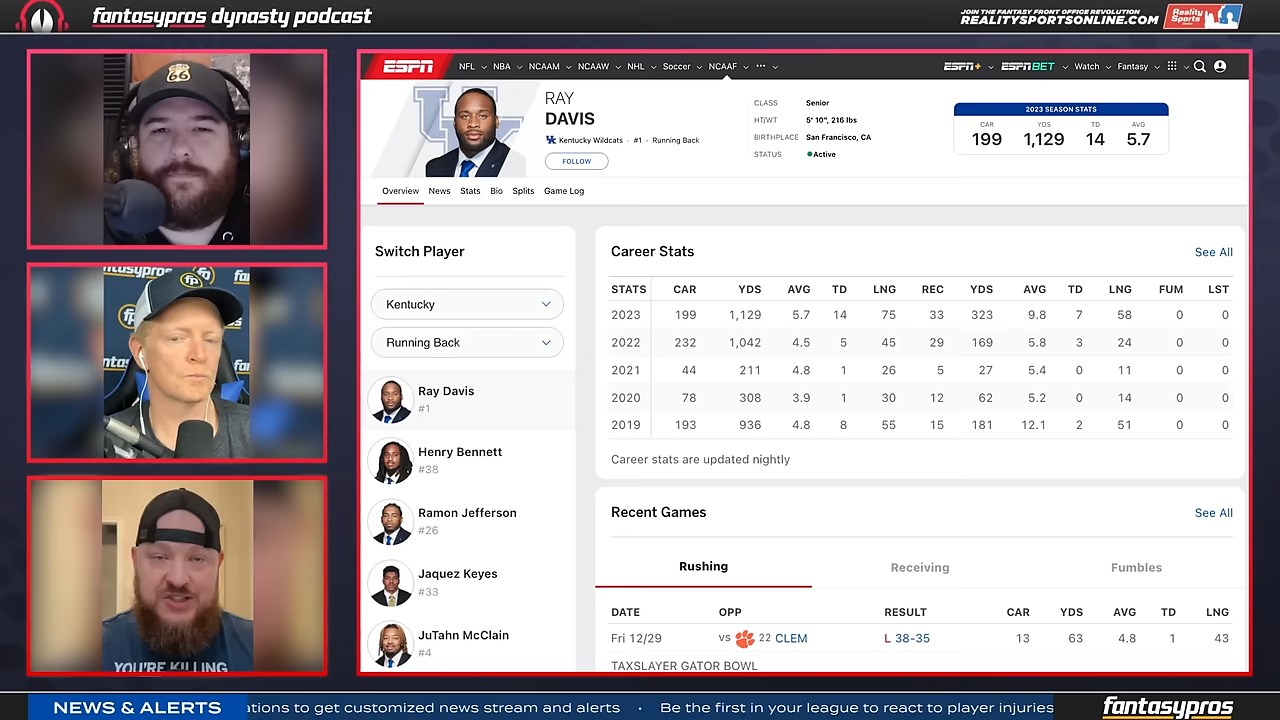 fantasypros dynasty podcast
JOIN THE FANTASY FRONT OFFICE REVOLUTION
REALITYSPORTSONLINE.COM
Reality Sports
66
fantasypros
fp
YOU'RE KILLING
ESPN NFL NBA NCAAM NCAAW NHL Soccer NCAAF ESPN+ ESPN BET Watch Fantasy
RAY
DAVIS
Kentucky Wildcats · #1 · Running Back
FOLLOW
CLASS Senior
HT/WT 5' 10", 216 lbs
BIRTHPLACE San Francisco, CA
STATUS Active
2023 SEASON STATS
CAR YDS TD AVG
199 1,129 14 5.7
Overview News Stats Bio Splits Game Log
Switch Player
Kentucky
Running Back
Ray Davis
#1
Henry Bennett
#38
Ramon Jefferson
#26
Jaquez Keyes
#33
JuTahn McClain
#4
Career Stats See All
STATS CAR YDS AVG TD LNG REC YDS AVG TD LNG FUM LST
2023 199 1,129 5.7 14 75 33 323 9.8 7 58 0 0
2022 232 1,042 4.5 5 45 29 169 5.8 3 24 0 0
2021 44 211 4.8 1 26 5 27 5.4 0 11 0 0
2020 78 308 3.9 1 30 12 62 5.2 0 14 0 0
2019 193 936 4.8 8 55 15 181 12.1 2 51 0 0
Career stats are updated nightly
Recent Games See All
Rushing Receiving Fumbles
DATE OPP RESULT CAR YDS AVG TD LNG
Fri 12/29 vs 22 CLEM L 38-35 13 63 4.8 1 43
TAXSLAYER GATOR BOWL
NEWS & ALERTS ations to get customized news stream and alerts · Be the first in your league to react to player injuries
fantasypros